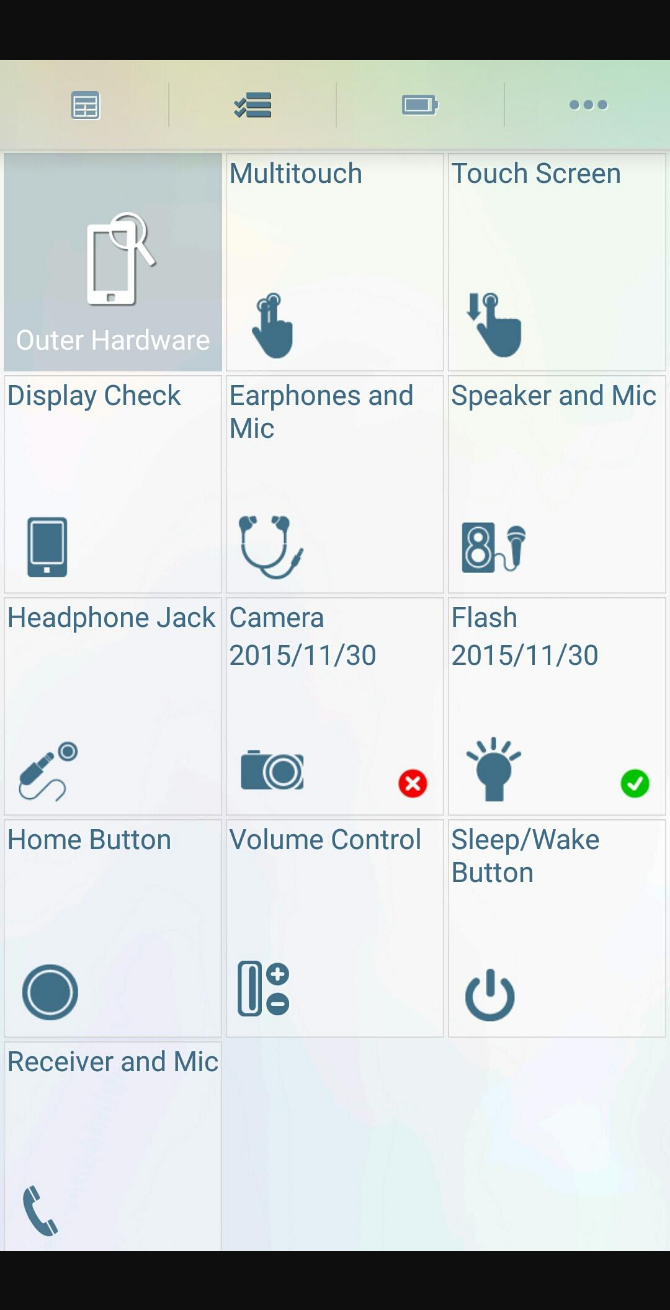 Outer Hardware
Multitouch
Touch Screen
Display Check
Earphones and
Mic
Speaker and Mic
Headphone Jack
Camera
2015/11/30
Flash
2015/11/30
Home Button
Volume Control
Sleep/Wake
Button
Receiver and Mic